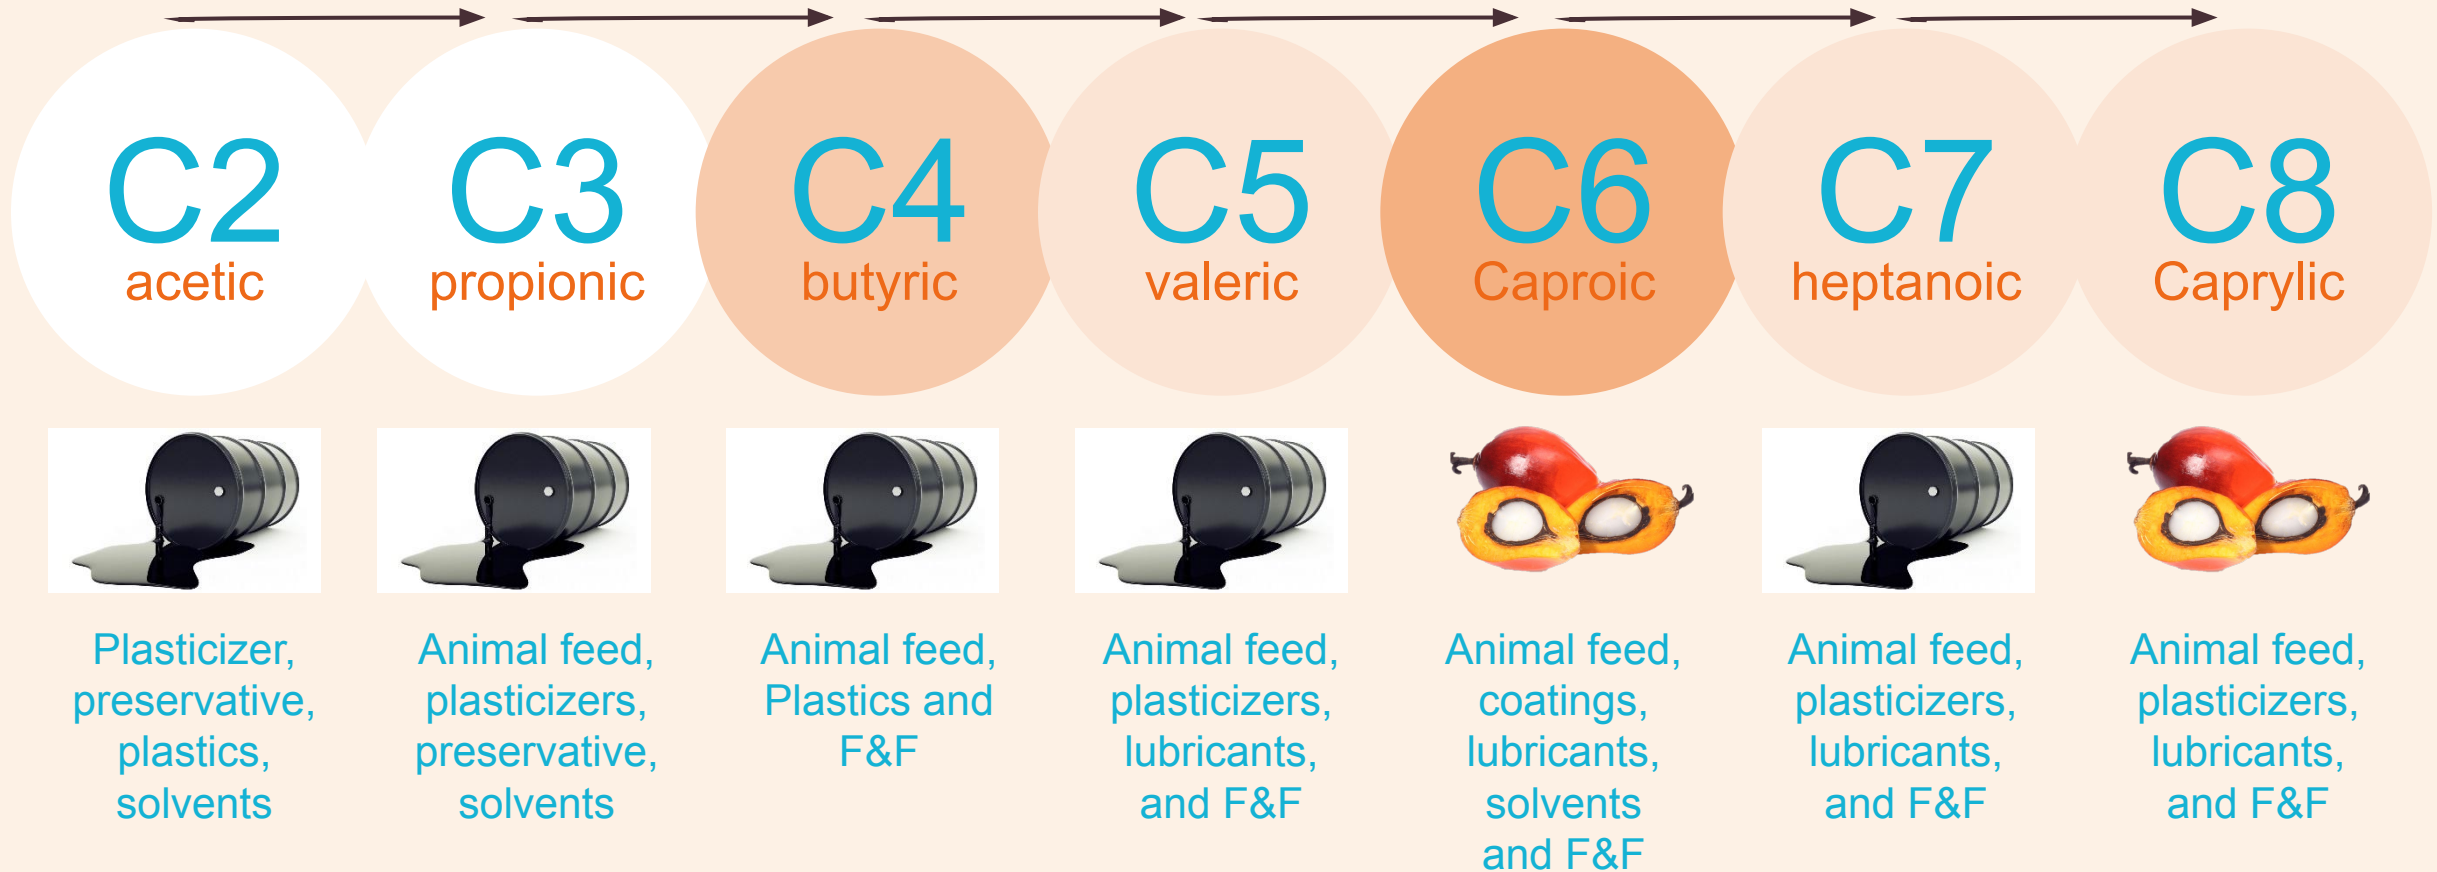 C2
acetic
C3
propionic
C4
butyric
C5
valeric
C6
Caproic
C7
heptanoic
C8
Caprylic
Plasticizer,
preservative,
plastics,
solvents
Animal feed,
plasticizers,
preservative,
solvents
Animal feed,
Plastics and
F&F
Animal feed,
plasticizers,
lubricants,
and F&F
Animal feed,
coatings,
lubricants,
solvents
and F&F
Animal feed,
plasticizers,
lubricants,
and F&F
Animal feed,
plasticizers,
lubricants,
and F&F